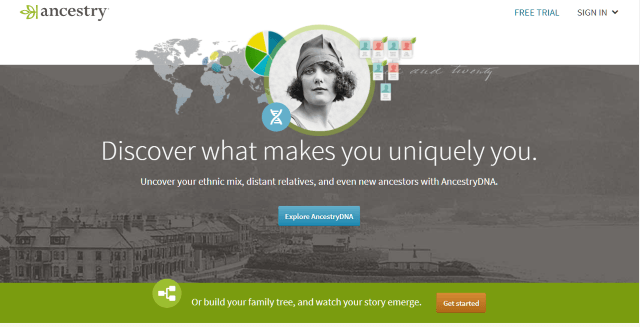 ancestry
FREE TRIAL SIGN IN
and twenty
Discover what makes you uniquely you.
Uncover your ethnic mix, distant relatives, and even new ancestors with AncestryDNA.
Explore AncestryDNA
Or build your family tree, and watch your story emerge. Get started